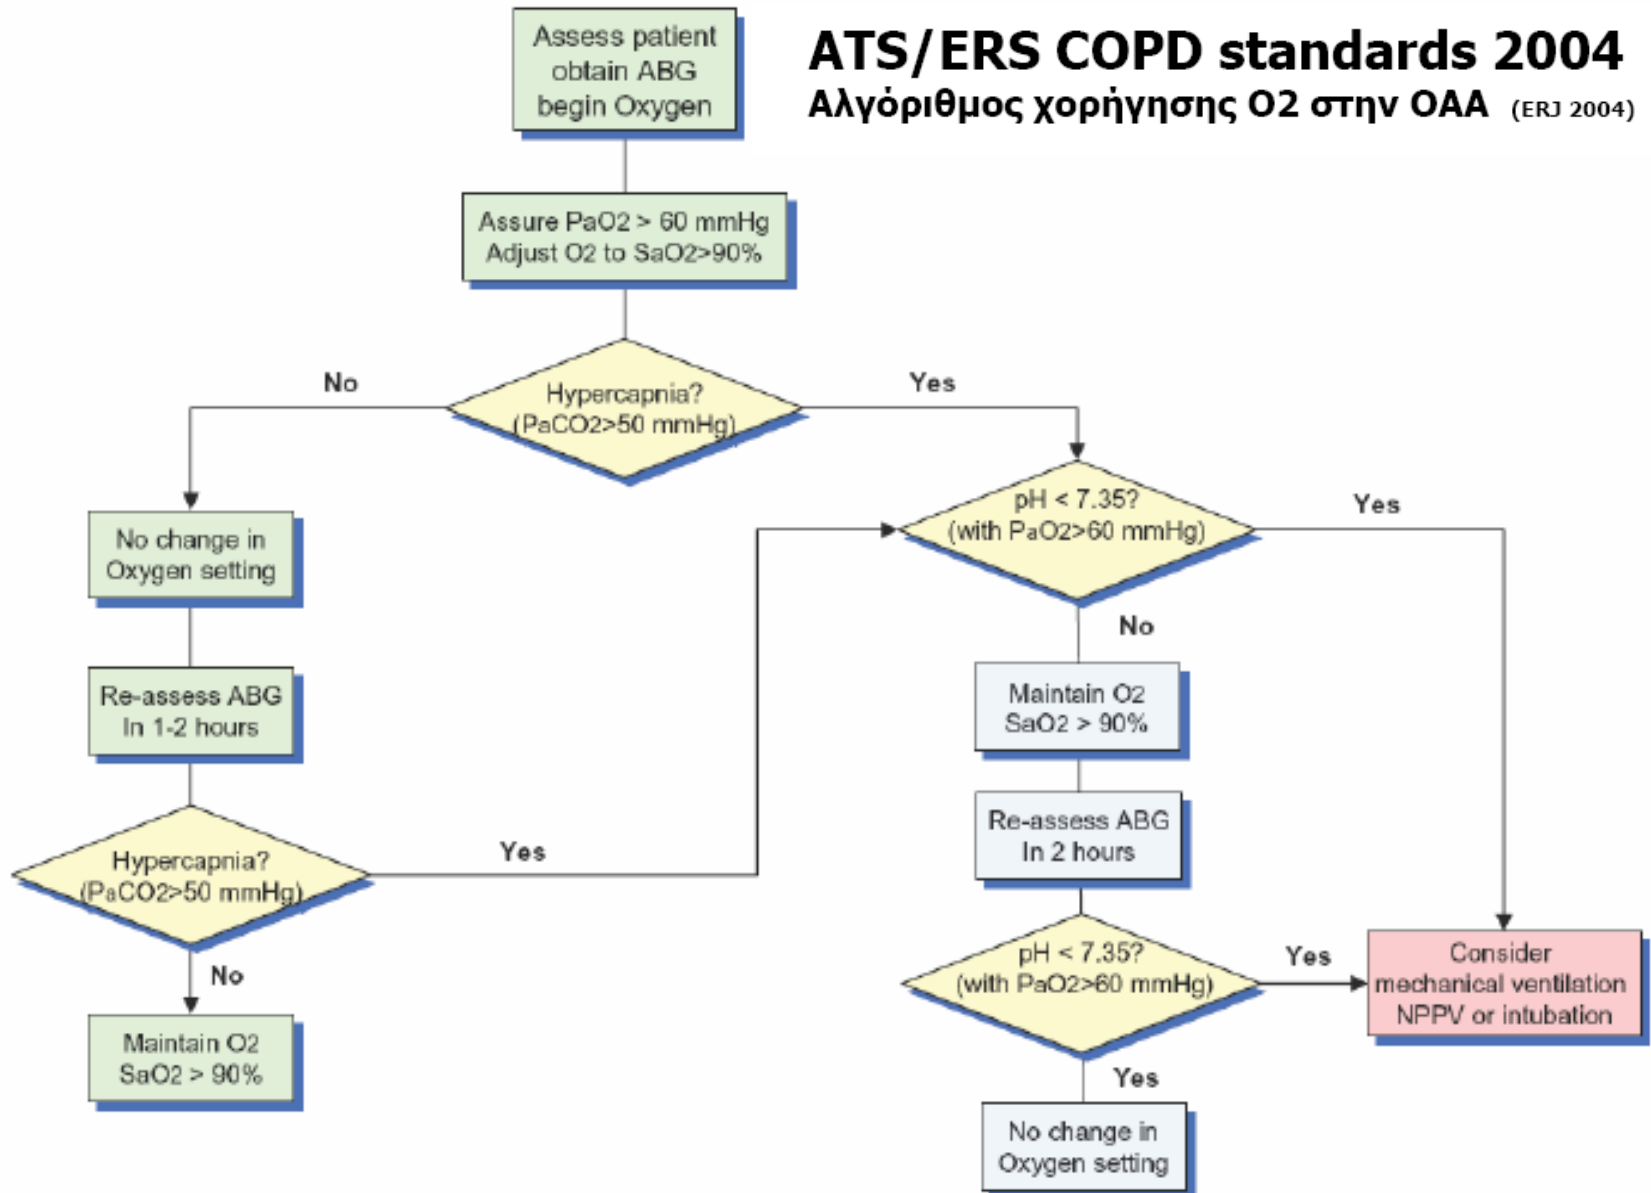 ATS/ERS COPD standards 2004
Αλγόριθμος χορήγησης Ο2 στην ΟΑΑ (ERJ 2004)
Assess patient
obtain ABG
begin Oxygen
Assure PaO2 > 60 mmHg
Adjust O2 to SaO2>90%
Hypercapnia?
(PaCO2>50 mmHg)
No
Yes
No change in
Oxygen setting
Re-assess ABG
In 1-2 hours
Hypercapnia?
(PaCO2>50 mmHg)
Yes
No
Maintain O2
SaO2 > 90%
pH < 7.35?
(with PaO2>60 mmHg)
Yes
No
Maintain O2
SaO2 > 90%
Re-assess ABG
In 2 hours
pH < 7.35?
(with PaO2>60 mmHg)
Yes
Consider
mechanical ventilation
NPPV or intubation
Yes
No change in
Oxygen setting